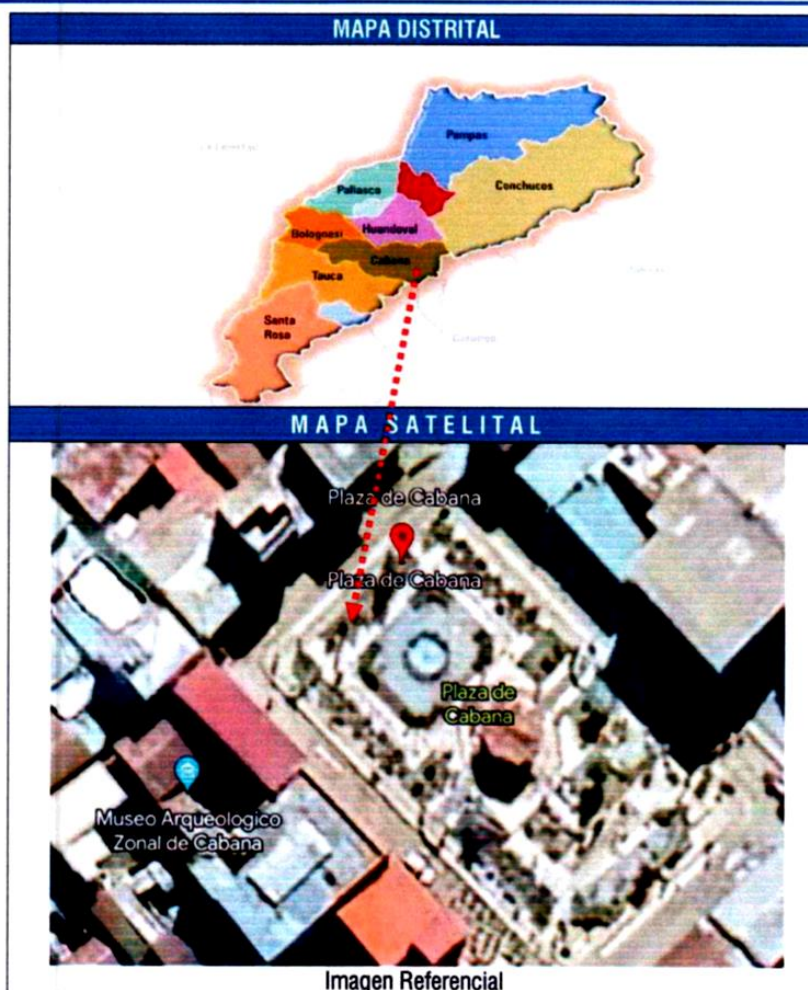 MAPA DISTRITAL
Pampas
Conchucos
Pallasca
Huandoval
Bolognesi
Cabana
Tauca
Santa
Rosa
MAPA SATELITAL
Plaza de Cabana
Plaza de Cabana
Plaza de
Cabana
Museo Arqueologico
Zonal de Cabana
Imagen Referencial